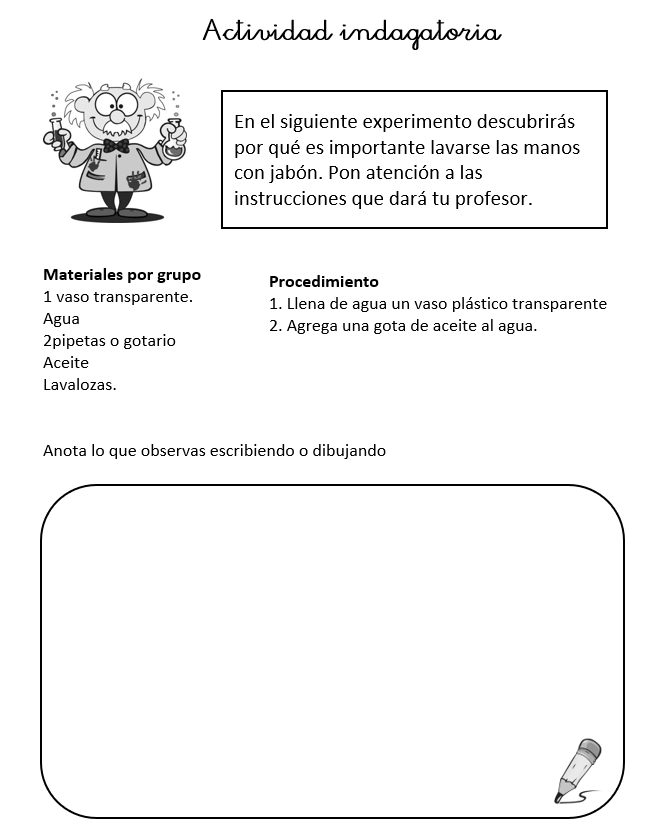 Actividad indagatoria
En el siguiente experimento descubrirás
por qué es importante lavarse las manos
con jabón. Pon atención a las
instrucciones que dará tu profesor.
Materiales por grupo
1 vaso transparente.
Agua
2pipetas o gotario
Aceite
Lavalozas.
Procedimiento
1. Llena de agua un vaso plástico transparente
2. Agrega una gota de aceite al agua.
Anota lo que observas escribiendo o dibujando